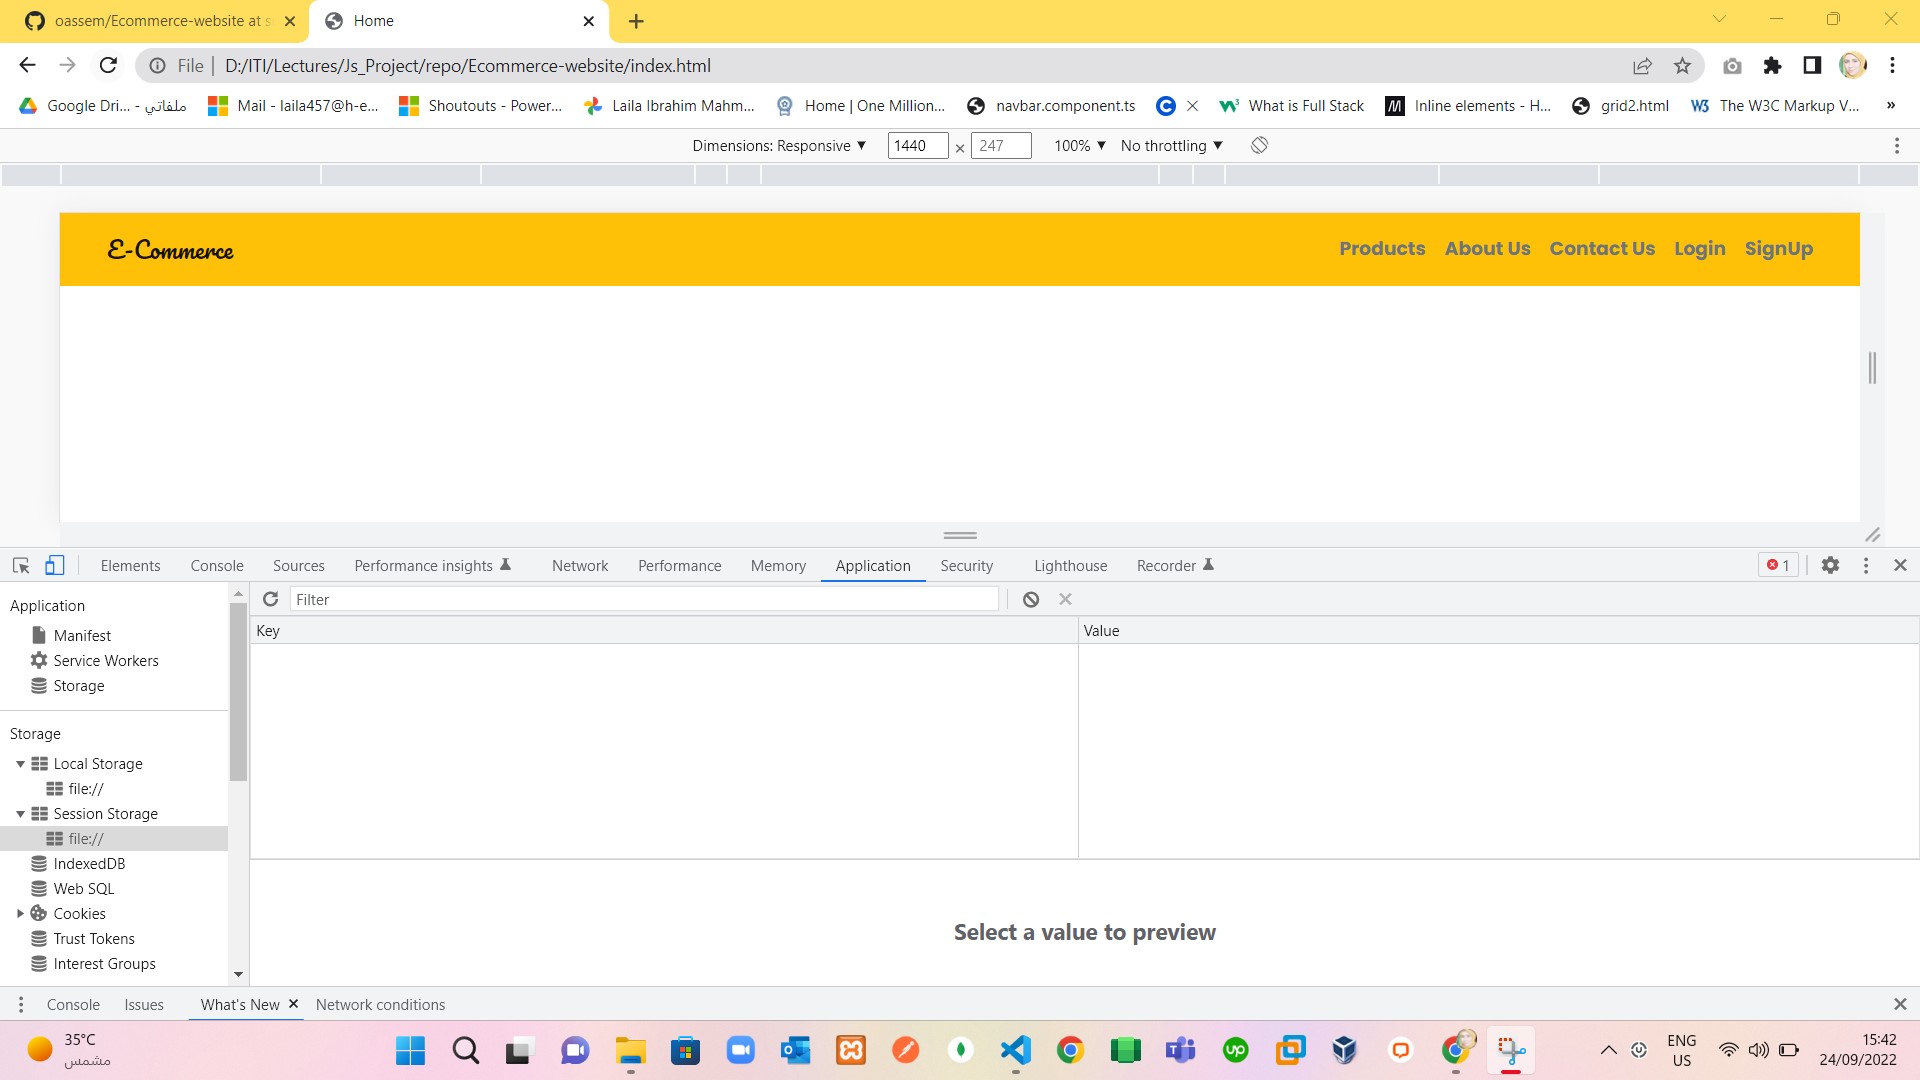 oassem/Ecommerce-website at s
Home
File
D:/ITI/Lectures/Js_Project/repo/Ecommerce-website/index.html
Google Dri... - ملفاتي
Mail - laila457@h-e...
Shoutouts - Power...
Laila Ibrahim Mahm...
Home | One Million...
navbar.component.ts
What is Full Stack
Inline elements - H...
grid2.html
The W3C Markup V...
»
Dimensions: Responsive ▼ 1440 × 247 100% ▼ No throttling ▼
E-Commerce
Products About Us Contact Us Login SignUp
Elements Console Sources Performance insights Network Performance Memory Application Security Lighthouse Recorder 1
Application
Manifest
Service Workers
Storage
Storage
Local Storage
file://
Session Storage
file://
IndexedDB
Web SQL
Cookies
Trust Tokens
Interest Groups
Filter
Key Value
Select a value to preview
Console Issues What's New Network conditions
35°C
مشمس
ENG
US
15:42
24/09/2022